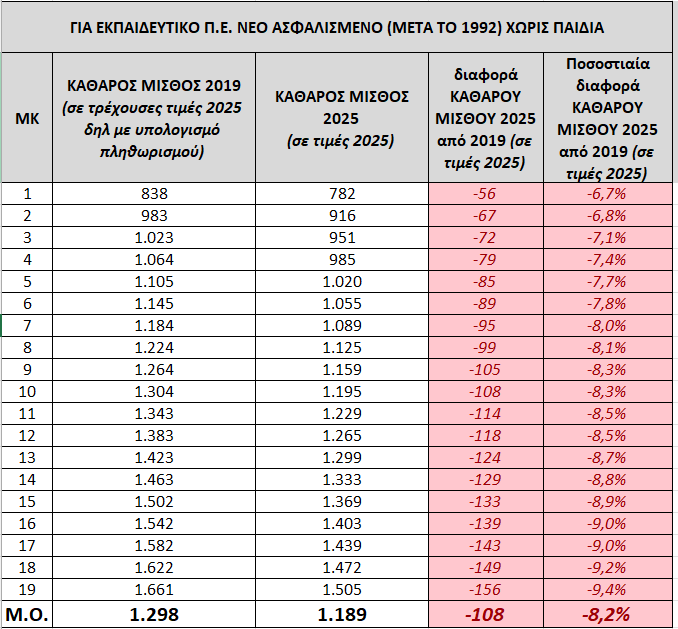 ΓΙΑ ΕΚΠΑΙΔΕΥΤΙΚΟ Π.Ε. ΝΕΟ ΑΣΦΑΛΙΣΜΕΝΟ (ΜΕΤΑ ΤΟ 1992) ΧΩΡΙΣ ΠΑΙΔΙΑ
ΜΚ
ΚΑΘΑΡΟΣ ΜΙΣΘΟΣ 2019
(σε τρέχουσες τιμές 2025
δηλ με υπολογισμό
πληθωρισμού)
ΚΑΘΑΡΟΣ ΜΙΣΘΟΣ
2025
(σε τιμές 2025)
διαφορά
ΚΑΘΑΡΟΥ
ΜΙΣΘΟΥ 2025
από 2019 (σε
τιμές 2025)
Ποσοστιαία
διαφορά
ΚΑΘΑΡΟΥ
ΜΙΣΘΟΥ 2025
από 2019 (σε
τιμές 2025)
1 838 782 -56 -6,7%
2 983 916 -67 -6,8%
3 1.023 951 -72 -7,1%
4 1.064 985 -79 -7,4%
5 1.105 1.020 -85 -7,7%
6 1.145 1.055 -89 -7,8%
7 1.184 1.089 -95 -8,0%
8 1.224 1.125 -99 -8,1%
9 1.264 1.159 -105 -8,3%
10 1.304 1.195 -108 -8,3%
11 1.343 1.229 -114 -8,5%
12 1.383 1.265 -118 -8,5%
13 1.423 1.299 -124 -8,7%
14 1.463 1.333 -129 -8,8%
15 1.502 1.369 -133 -8,9%
16 1.542 1.403 -139 -9,0%
17 1.582 1.439 -143 -9,0%
18 1.622 1.472 -149 -9,2%
19 1.661 1.505 -156 -9,4%
Μ.Ο. 1.298 1.189 -108 -8,2%